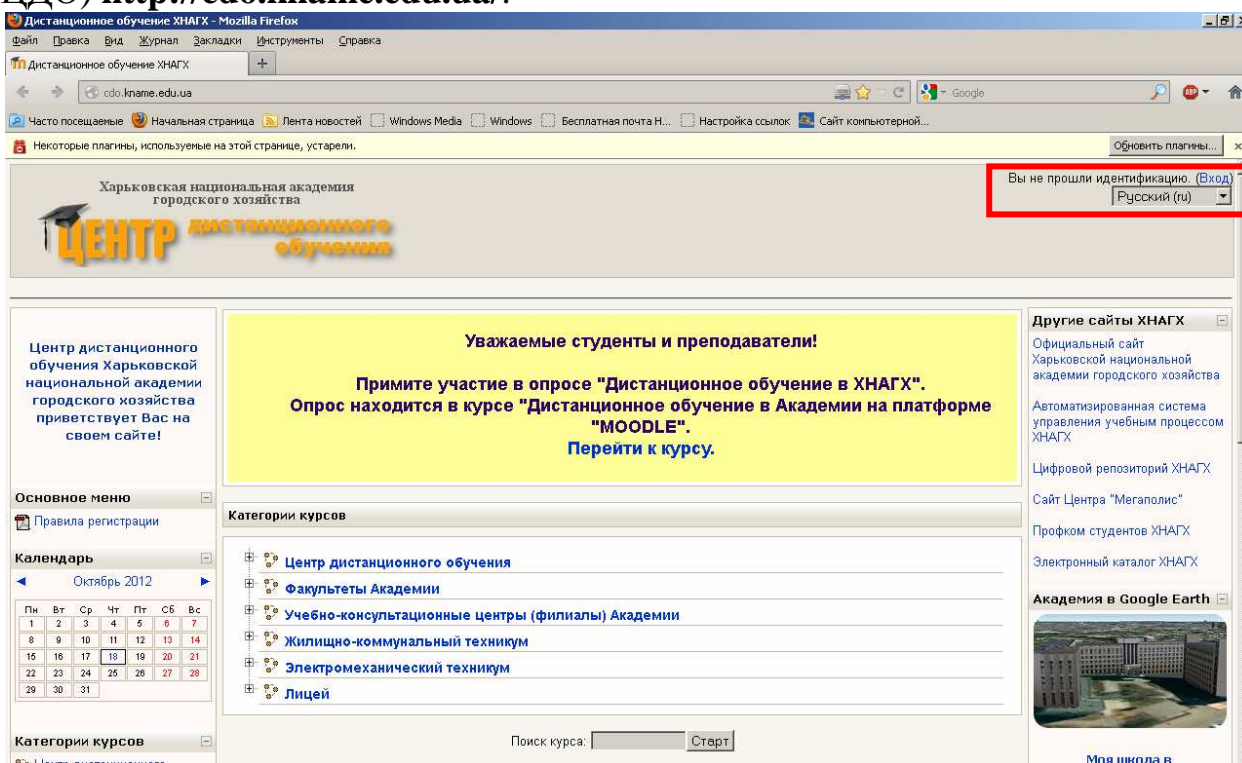 ЦДО) http://cdo.kname.edu.ua/.
Дистанционное обучение ХНАГХ - Mozilla Firefox
Файл Правка Вид Журнал Закладки Инструменты Справка
Дистанционное обучение ХНАГХ
cdo.kname.edu.ua
Google
Часто посещаемые Начальная страница Лента новостей Windows Media Windows Бесплатная почта H... Настройка ссылок Сайт компьютерной...
Некоторые плагины, используемые на этой странице, устарели.
Обновить плагины...
Вы не прошли идентификацию. (Вход)
Русский (ru)
Харьковская национальная академия
городского хозяйства
ЦЕНТР дистанционного
обучения
Центр дистанционного
обучения Харьковской
национальной академии
городского хозяйства
приветствует Вас на
своем сайте!
Основное меню
Правила регистрации
Календарь
Октябрь 2012
Пн Вт Ср Чт Пт Сб Вс
1 2 3 4 5 6 7
8 9 10 11 12 13 14
15 16 17 18 19 20 21
22 23 24 25 26 27 28
29 30 31
Категории курсов
Уважаемые студенты и преподаватели!
Примите участие в опросе "Дистанционное обучение в ХНАГХ".
Опрос находится в курсе "Дистанционное обучение в Академии на платформе
"MOODLE".
Перейти к курсу.
Категории курсов
Центр дистанционного обучения
Факультеты Академии
Учебно-консультационные центры (филиалы) Академии
Жилищно-коммунальный техникум
Электромеханический техникум
Лицей
Поиск курса: Старт
Другие сайты ХНАГХ
Официальный сайт
Харьковской национальной
академии городского хозяйства
Автоматизированная система
управления учебным процессом
ХНАГХ
Цифровой репозиторий ХНАГХ
Сайт Центра "Мегаполис"
Профком студентов ХНАГХ
Электронный каталог ХНАГХ
Академия в Google Earth
Моя школа в